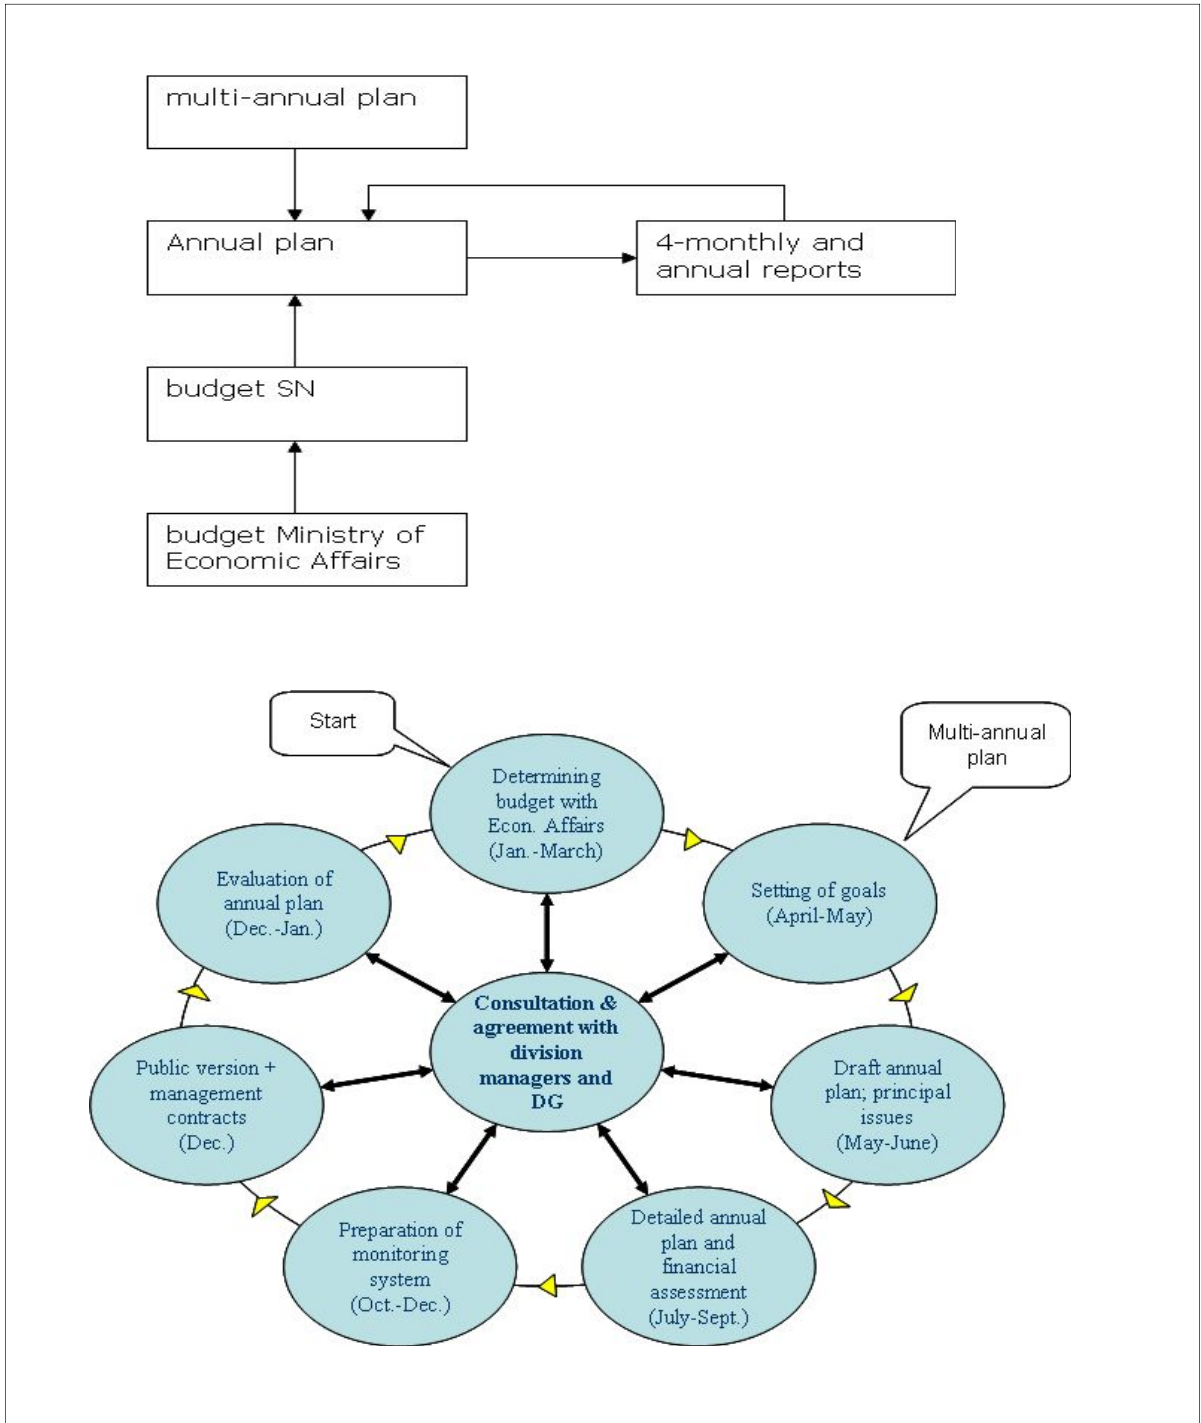 multi-annual plan
Annual plan
4-monthly and
annual reports
budget SN
budget Ministry of
Economic Affairs
Start
Multi-annual
plan
Determining
budget with
Econ. Affairs
(Jan.-March)
Setting of goals
(April-May)
Draft annual
plan; principal
issues
(May-June)
Detailed annual
plan and
financial
assessment
(July-Sept.)
Preparation of
monitoring
system
(Oct.-Dec.)
Public version +
management
contracts
(Dec.)
Evaluation of
annual plan
(Dec.-Jan.)
Consultation &
agreement with
division
managers and
DG